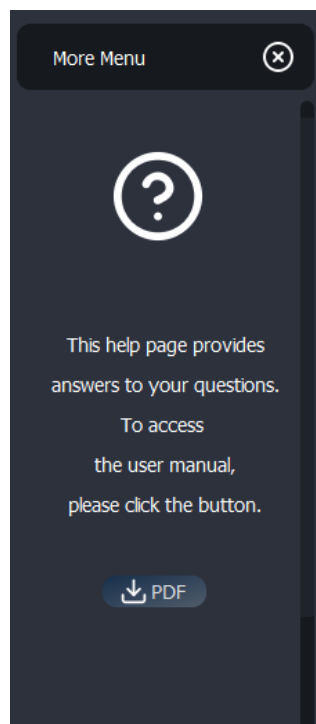 More Menu
This help page provides
answers to your questions.
To access
the user manual,
please click the button.
PDF